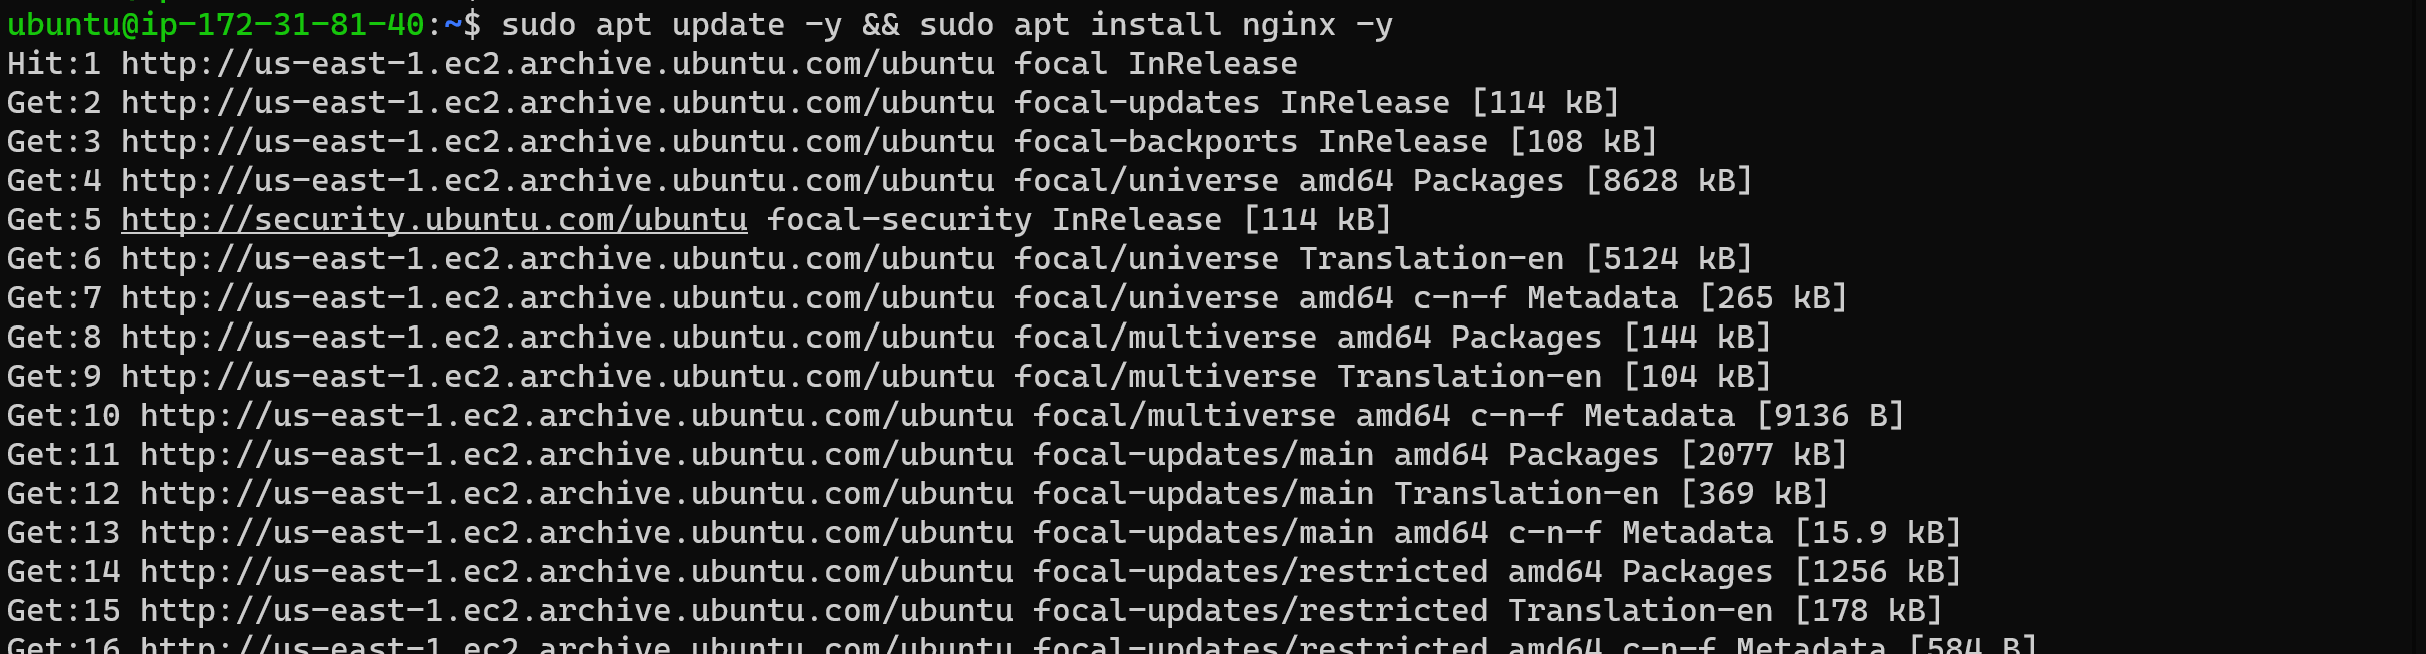 ubuntu@ip-172-31-81-40:~$ sudo apt update -y && sudo apt install nginx -y
Hit:1 http://us-east-1.ec2.archive.ubuntu.com/ubuntu focal InRelease
Get:2 http://us-east-1.ec2.archive.ubuntu.com/ubuntu focal-updates InRelease [114 kB]
Get:3 http://us-east-1.ec2.archive.ubuntu.com/ubuntu focal-backports InRelease [108 kB]
Get:4 http://us-east-1.ec2.archive.ubuntu.com/ubuntu focal/universe amd64 Packages [8628 kB]
Get:5 http://security.ubuntu.com/ubuntu focal-security InRelease [114 kB]
Get:6 http://us-east-1.ec2.archive.ubuntu.com/ubuntu focal/universe Translation-en [5124 kB]
Get:7 http://us-east-1.ec2.archive.ubuntu.com/ubuntu focal/universe amd64 c-n-f Metadata [265 kB]
Get:8 http://us-east-1.ec2.archive.ubuntu.com/ubuntu focal/multiverse amd64 Packages [144 kB]
Get:9 http://us-east-1.ec2.archive.ubuntu.com/ubuntu focal/multiverse Translation-en [104 kB]
Get:10 http://us-east-1.ec2.archive.ubuntu.com/ubuntu focal/multiverse amd64 c-n-f Metadata [9136 B]
Get:11 http://us-east-1.ec2.archive.ubuntu.com/ubuntu focal-updates/main amd64 Packages [2077 kB]
Get:12 http://us-east-1.ec2.archive.ubuntu.com/ubuntu focal-updates/main Translation-en [369 kB]
Get:13 http://us-east-1.ec2.archive.ubuntu.com/ubuntu focal-updates/main amd64 c-n-f Metadata [15.9 kB]
Get:14 http://us-east-1.ec2.archive.ubuntu.com/ubuntu focal-updates/restricted amd64 Packages [1256 kB]
Get:15 http://us-east-1.ec2.archive.ubuntu.com/ubuntu focal-updates/restricted Translation-en [178 kB]
Get:16 http://us-east-1.ec2.archive.ubuntu.com/ubuntu focal-updates/restricted amd64 c-n-f Metadata [584 B]